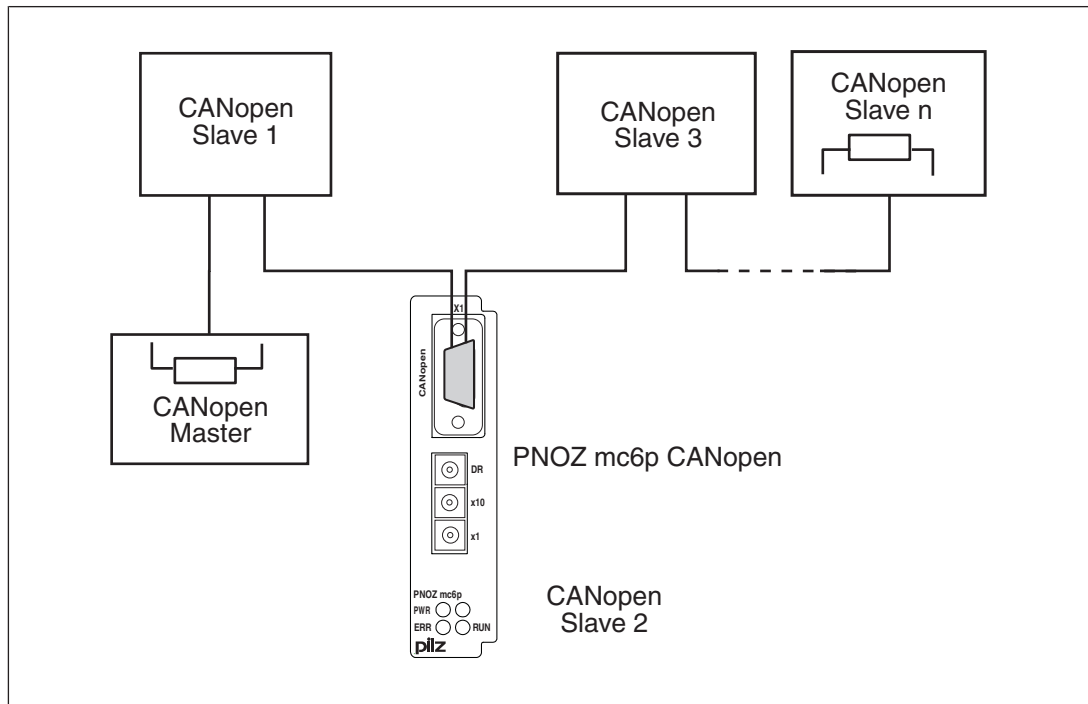 CANopen
Slave 1
CANopen
Slave 3
CANopen
Slave n
CANopen
Master
X1
CANopen
PNOZ mc6p CANopen
DR
x10
x1
PNOZ mc6p
PWR
ERR
RUN
pilz
CANopen
Slave 2